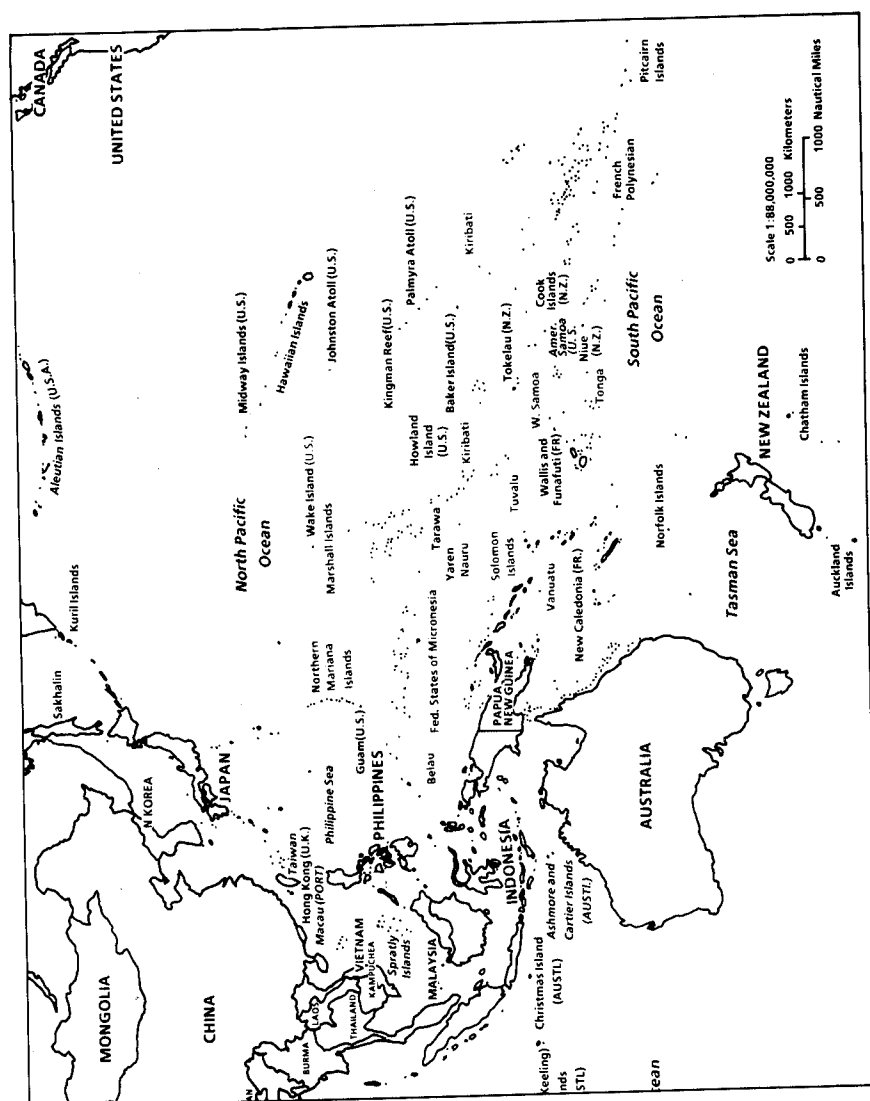 CANADA
UNITED STATES
Aleutian Islands (U.S.A.)
Kuril Islands
Sakhalin
MONGOLIA
CHINA
N KOREA
JAPAN
North Pacific
Ocean
Midway Islands (U.S.)
Hawaiian Islands
Johnston Atoll (U.S.)
Wake Island (U.S.)
Marshall Islands
Northern
Mariana
Islands
Philippine Sea
Guam (U.S.)
Taiwan
Hong Kong (U.K.)
Macau (PORT)
BURMA
LAOS
THAILAND
VIETNAM
KAMPUCHEA
Spratly
Islands
PHILIPPINES
MALAYSIA
Belau
Fed. States of Micronesia
Kingman Reef (U.S.)
Palmyra Atoll (U.S.)
Howland
Island
(U.S.)
Baker Island (U.S.)
Kiribati
Kiribati
Tarawa
Yaren
Nauru
Solomon
Islands
Tuvalu
Tokelau (N.Z.)
INDONESIA
PAPUA
NEW GUINEA
Vanuatu
Wallis and
Funafuti (FR)
W. Samoa
Amer.
Samoa
(U.S.
Cook
Islands
(N.Z.)
Niue
(N.Z.)
Tonga
New Caledonia (FR.)
French
Polynesian
Pitcairn
Islands
South Pacific
Ocean
Keeling)
nds
STL)
cean
Christmas Island
(AUSTL)
Ashmore and
Cartier Islands
(AUSTL)
AUSTRALIA
Norfolk Islands
Tasman Sea
NEW ZEALAND
Chatham Islands
Auckland
Islands
Scale 1:88,000,000
0 500 1000 Kilometers
0 500 1000 Nautical Miles